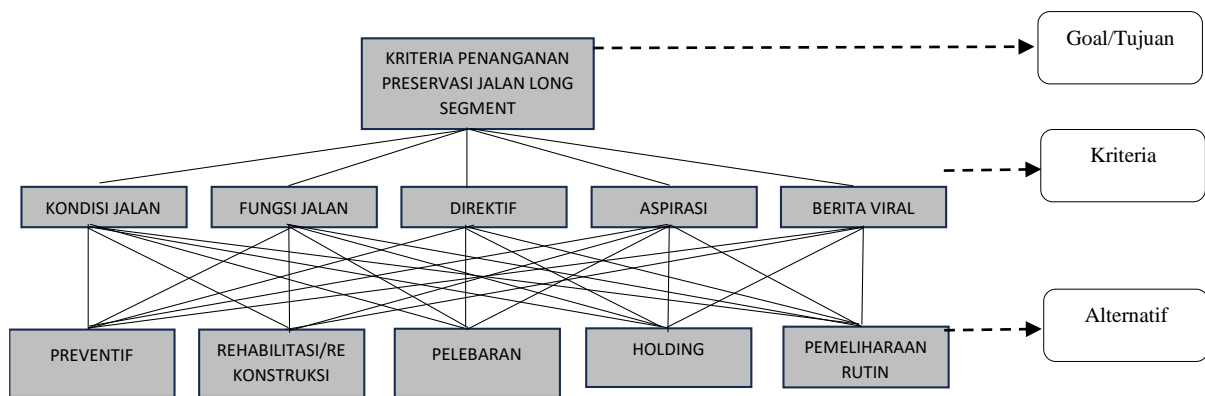 KRITERIA PENANGANAN
PRESERVASI JALAN LONG
SEGMENT
Goal/Tujuan
Kriteria
KONDISI JALAN
FUNGSI JALAN
DIREKTIF
ASPIRASI
BERITA VIRAL
Alternatif
PREVENTIF
REHABILITASI/RE
KONSTRUKSI
PELEBARAN
HOLDING
PEMELIHARAAN
RUTIN